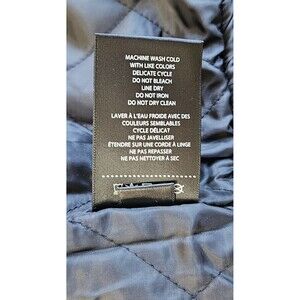 MACHINE WASH COLD
WITH LIKE COLORS
DELICATE CYCLE
DO NOT BLEACH
LINE DRY
DO NOT IRON
DO NOT DRY CLEAN
LAVER À L'EAU FROIDE AVEC DES
COULEURS SEMBLABLES
CYCLE DÉLICAT
NE PAS JAVELLISER
ÉTENDRE SUR UNE CORDE À LINGE
NE PAS REPASSER
NE PAS NETTOYER À SEC